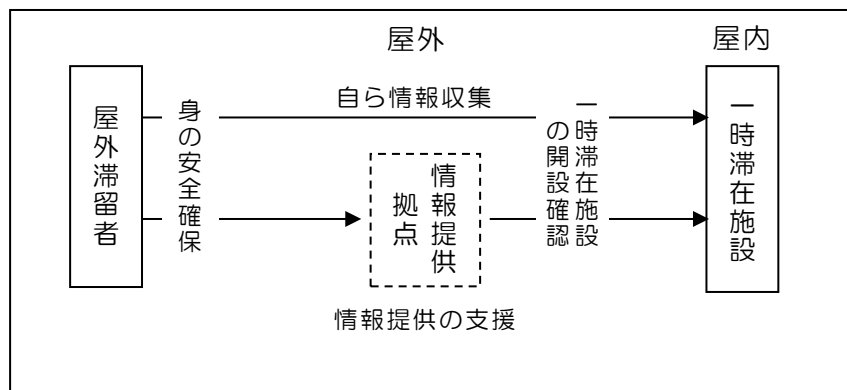 屋外
屋内
屋外滞留者
身の安全確保
自ら情報収集
情報提供
拠点
一時滞在施設
の開設確認
一時滞在施設
情報提供の支援